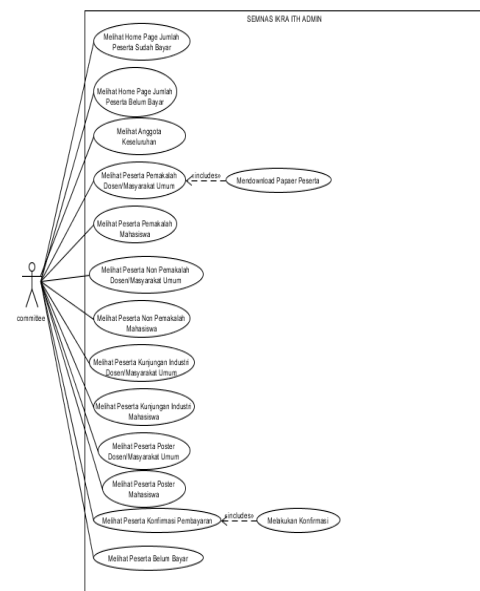 SEMNAS IKRA ITH ADMIN
Melihat Home Page Jumlah
Peserta Sudah Bayar
Melihat Home Page Jumlah
Peserta Belum Bayar
Melihat Anggota
Keseluruhan
Melihat Peserta Pemakalah
Dosen/Masyarakat Umum
«includes»
Mendownload Papaer Peserta
Melihat Peserta Pemakalah
Mahasiswa
Melihat Peserta Non Pemakalah
Dosen/Masyarakat Umum
committee
Melihat Peserta Non Pemakalah
Mahasiswa
Melihat Peserta Kunjungan Industri
Dosen/Masyarakat Umum
Melihat Peserta Kunjungan Industri
Mahasiswa
Melihat Peserta Poster
Dosen/Masyarakat Umum
Melihat Peserta Poster
Mahasiswa
Melihat Peserta Konfirmasi Pembayaran
«includes»
Melakukan Konfirmasi
Melihat Peserta Belum Bayar